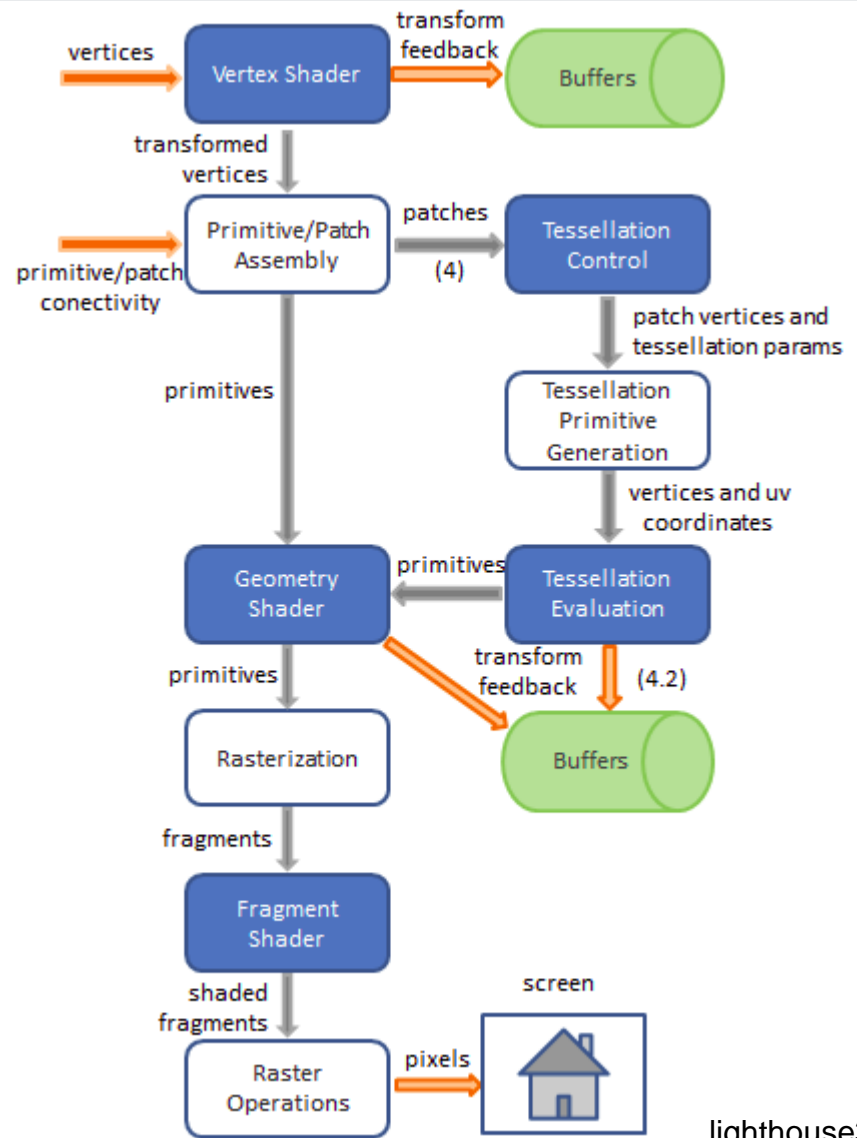 vertices
Vertex Shader
transform
feedback
Buffers
transformed
vertices
primitive/patch
conectivity
Primitive/Patch
Assembly
patches
(4)
Tessellation
Control
patch vertices and
tessellation params
primitives
Tessellation
Primitive
Generation
vertices and uv
coordinates
Geometry
Shader
primitives
Tessellation
Evaluation
transform
feedback
(4.2)
primitives
Rasterization
Buffers
fragments
Fragment
Shader
shaded
fragments
screen
Raster
Operations
pixels